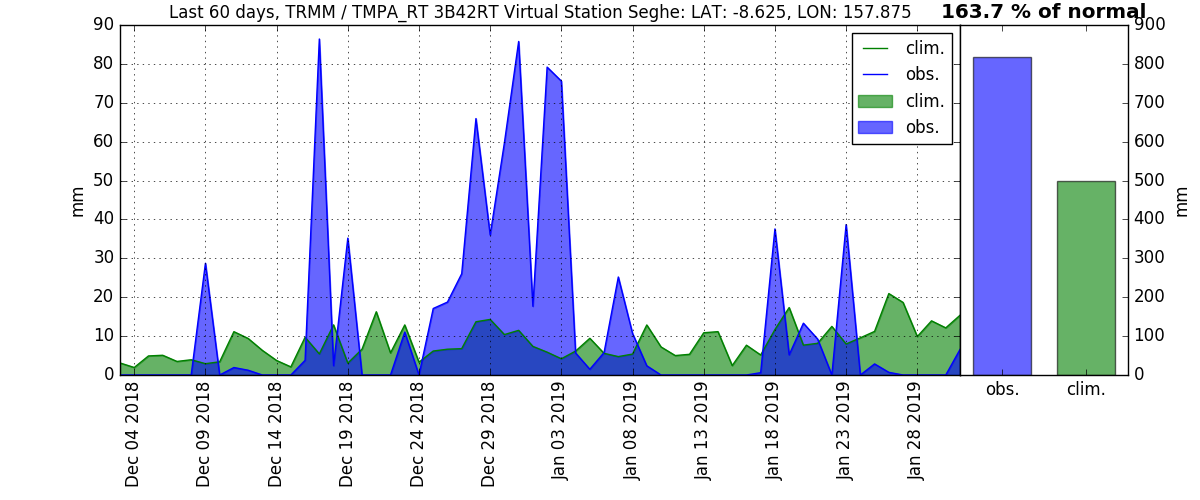 Last 60 days, TRMM / TMPA_RT 3B42RT Virtual Station Seghe: LAT: -8.625, LON: 157.875
163.7 % of normal
90
80
70
60
50
40
30
20
10
0
mm
clim.
obs.
clim.
obs.
Dec 04 2018
Dec 09 2018
Dec 14 2018
Dec 19 2018
Dec 24 2018
Dec 29 2018
Jan 03 2019
Jan 08 2019
Jan 13 2019
Jan 18 2019
Jan 23 2019
Jan 28 2019
900
800
700
600
500
400
300
200
100
0
mm
obs.
clim.